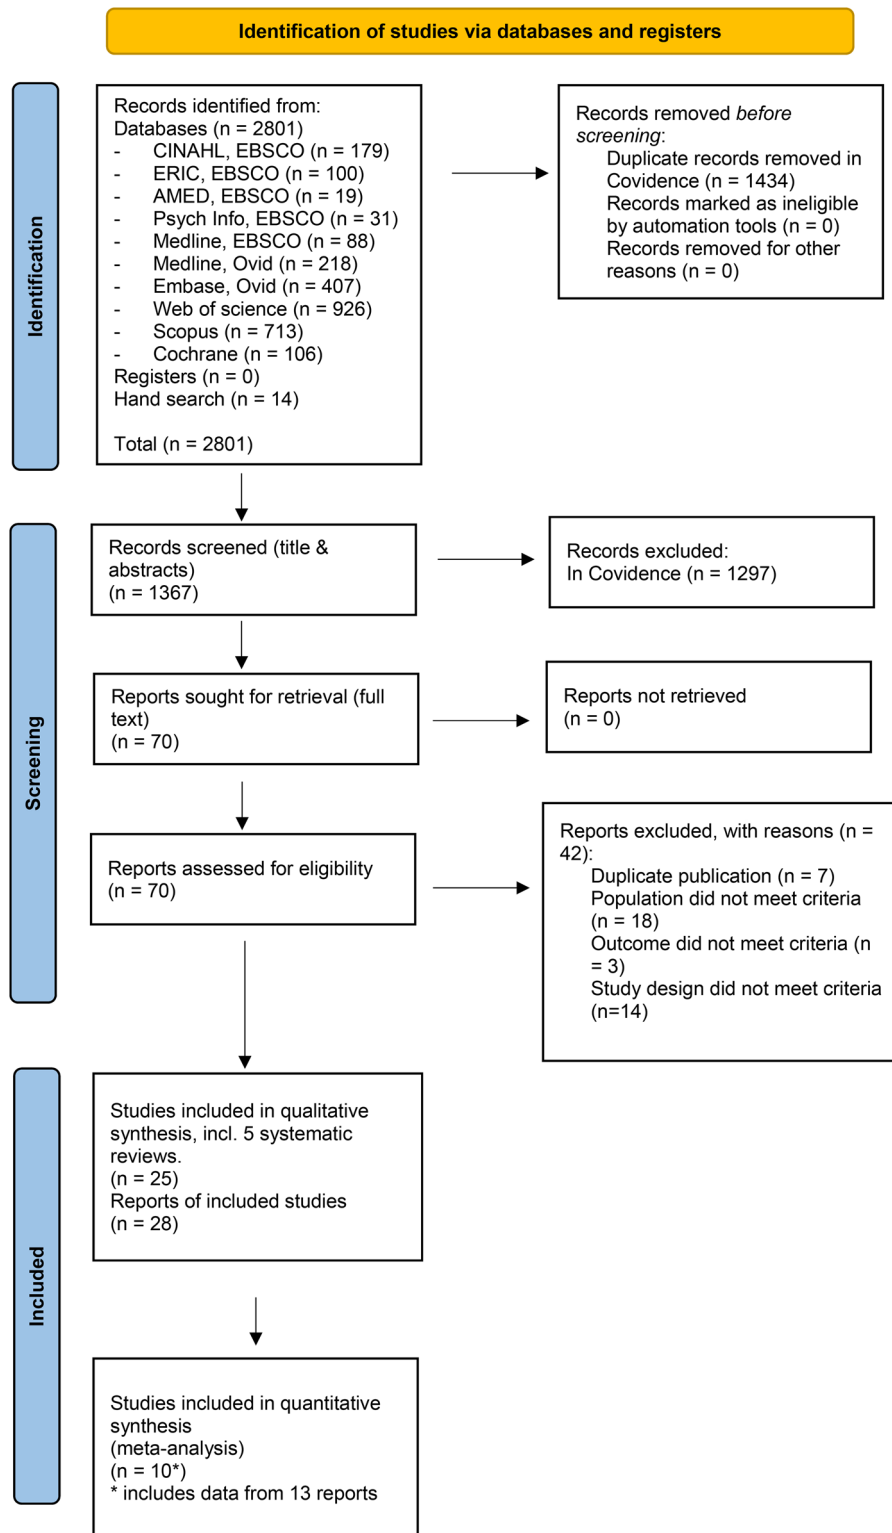 Identification of studies via databases and registers
Identification
Records identified from:
Databases (n = 2801)
- CINAHL, EBSCO (n = 179)
- ERIC, EBSCO (n = 100)
- AMED, EBSCO (n = 19)
- Psych Info, EBSCO (n = 31)
- Medline, EBSCO (n = 88)
- Medline, Ovid (n = 218)
- Embase, Ovid (n = 407)
- Web of science (n = 926)
- Scopus (n = 713)
- Cochrane (n = 106)
Registers (n = 0)
Hand search (n = 14)
Total (n = 2801)
Records removed before
screening:
Duplicate records removed in
Covidence (n = 1434)
Records marked as ineligible
by automation tools (n = 0)
Records removed for other
reasons (n = 0)
Screening
Records screened (title &
abstracts)
(n = 1367)
Records excluded:
In Covidence (n = 1297)
Reports sought for retrieval (full
text)
(n = 70)
Reports not retrieved
(n = 0)
Reports assessed for eligibility
(n = 70)
Reports excluded, with reasons (n =
42):
Duplicate publication (n = 7)
Population did not meet criteria
(n = 18)
Outcome did not meet criteria (n
= 3)
Study design did not meet criteria
(n=14)
Included
Studies included in qualitative
synthesis, incl. 5 systematic
reviews.
(n = 25)
Reports of included studies
(n = 28)
Studies included in quantitative
synthesis
(meta-analysis)
(n = 10*)
* includes data from 13 reports